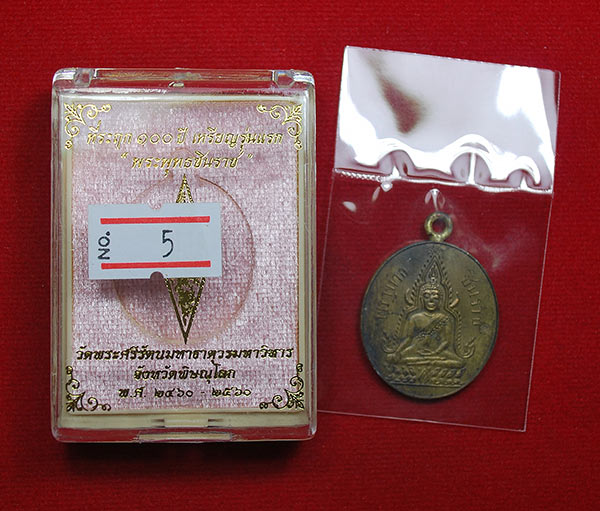 ที่ระลึก ๑๐๐ ปี เหรียญรุ่นแรก
" พระพุทธชินราช "
NO. 5
วัดพระศรีรัตนมหาธาตุวรมหาวิหาร
จังหวัดพิษณุโลก
พ.ศ. ๒๔๖๐ - ๒๕๖๐